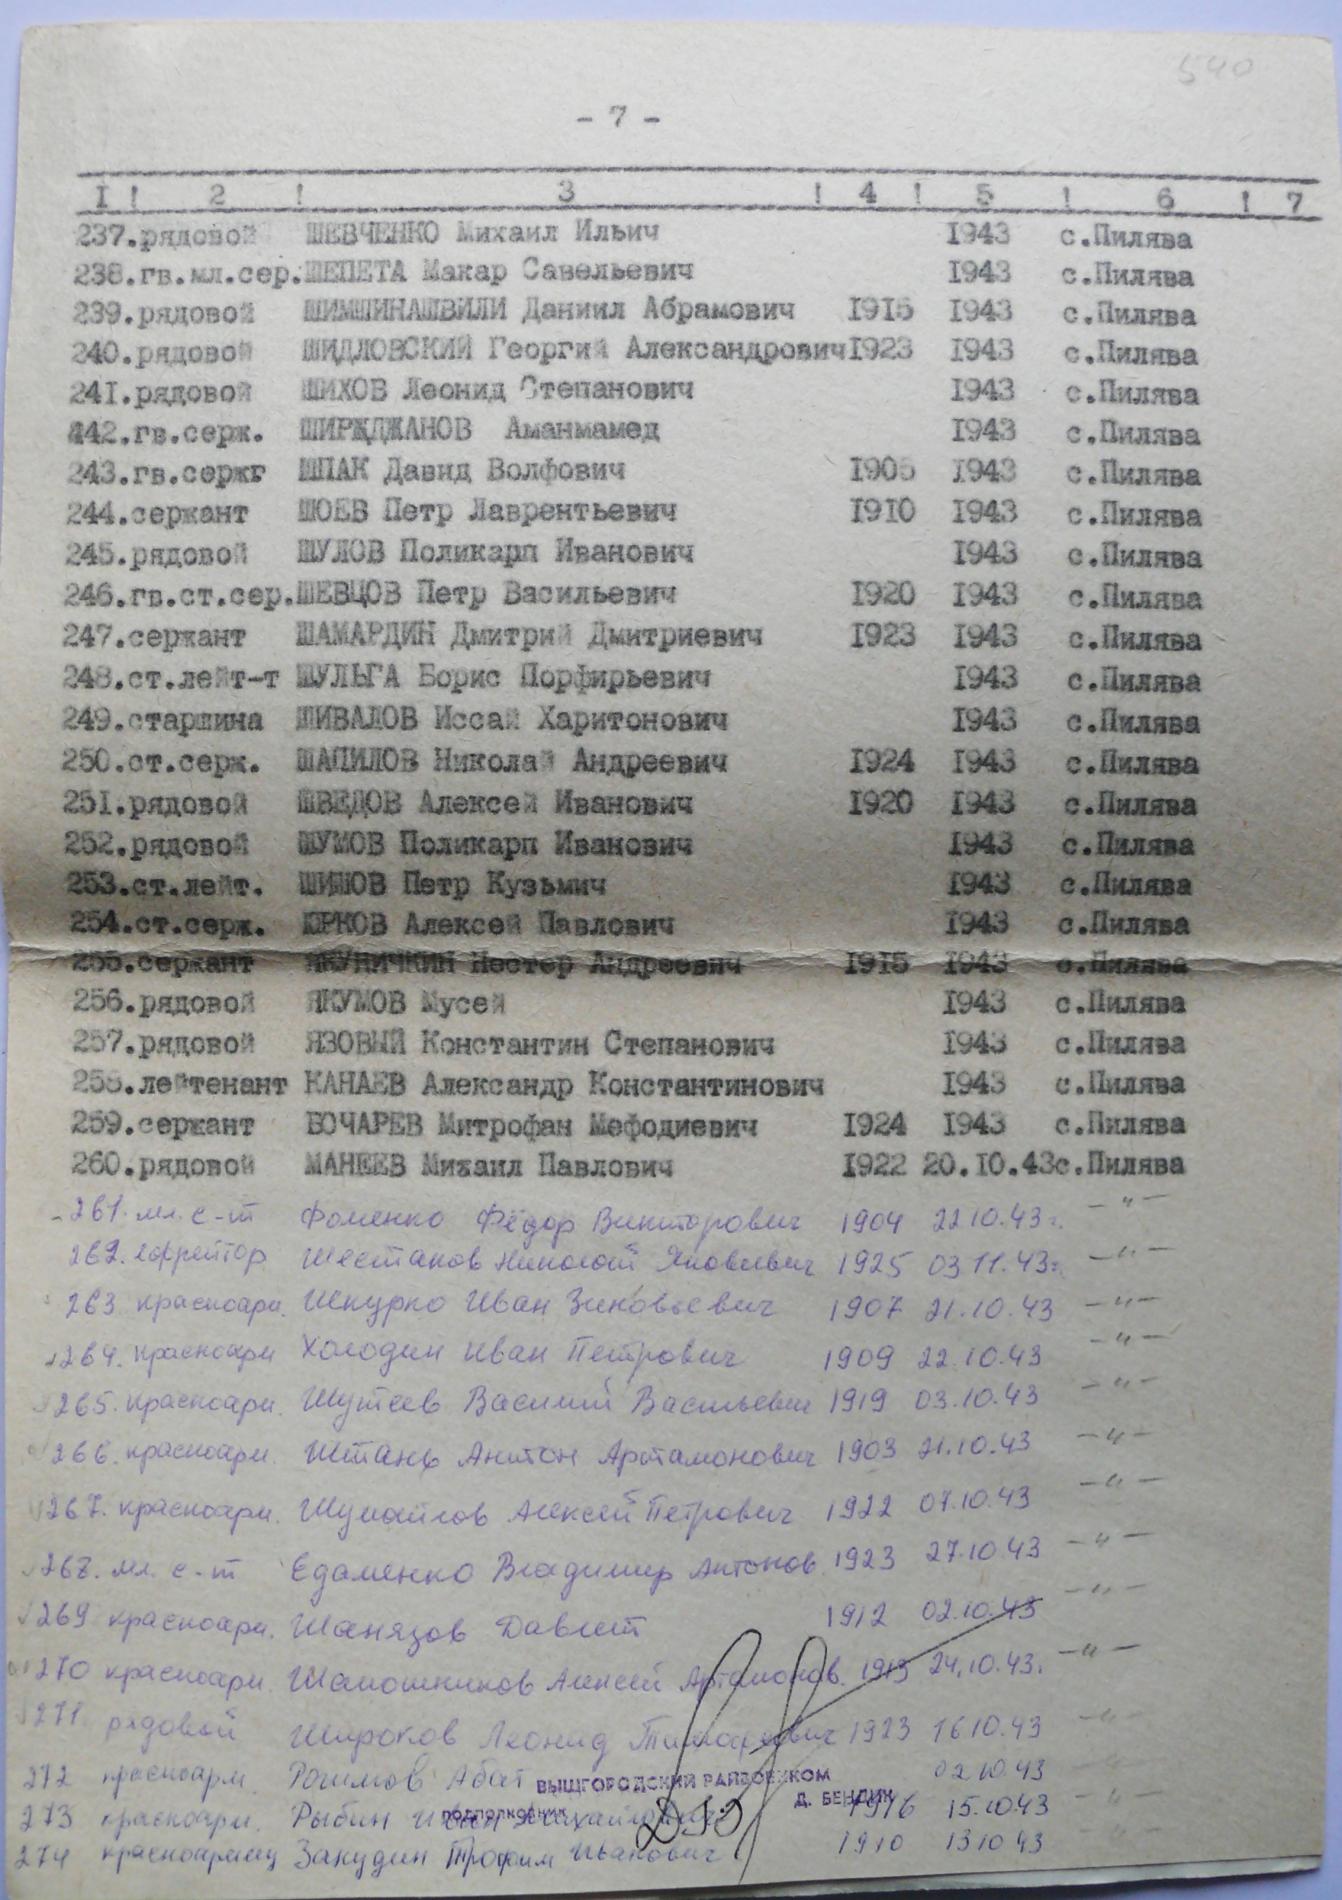 540
- 7 -
I ! 2 ! 3 ! 4 ! 5 ! 6 ! 7
237.рядовой ШЕВЧЕНКО Михаил Ильич 1943 с.Пилява
238.гв.мл.сер.ШЕПЕТА Макар Савельевич 1943 с.Пилява
239.рядовой ШИМШИНАШВИЛИ Даниил Абрамович 1915 1943 с.Пилява
240.рядовой ШИДЛОВСКИЙ Георгий Александрович1923 1943 с.Пилява
241.рядовой ШИХОВ Леонид Степанович 1943 с.Пилява
242.гв.серж. ШИРЖДЖАНОВ Аманмамед 1943 с.Пилява
243.гв.сержг ШПАК Давид Волфович 1905 1943 с.Пилява
244.сержант ШОЕВ Петр Лаврентьевич 1910 1943 с.Пилява
245.рядовой ШУЛОВ Поликарп Иванович 1943 с.Пилява
246.гв.ст.сер.ШЕВЦОВ Петр Васильевич 1920 1943 с.Пилява
247.сержант ШАМАРДИН Дмитрий Дмитриевич 1923 1943 с.Пилява
248.ст.лейт-т ШУЛЬГА Борис Порфирьевич 1943 с.Пилява
249.старшина ШИВАЛОВ Иссай Харитонович 1943 с.Пилява
250.ст.серж. ШАПИЛОВ Николай Андреевич 1924 1943 с.Пилява
251.рядовой ШВЕДОВ Алексей Иванович 1920 1943 с.Пилява
252.рядовой ШУМОВ Поликарп Иванович 1943 с.Пилява
253.ст.лейт. ШИШОВ Петр Кузьмич 1943 с.Пилява
254.ст.серж. ЮРКОВ Алексей Павлович 1943 с.Пилява
255.сержант ЯКУНИЧКИН Нестер Андреевич 1915 1943 с.Пилява
256.рядовой ЯКУМОВ Мусей 1943 с.Пилява
257.рядовой ЯЗОВЫЙ Константин Степанович 1943 с.Пилява
258.лейтенант КАНАЕВ Александр Константинович 1943 с.Пилява
259.сержант БОЧАРЕВ Митрофан Мефодиевич 1924 1943 с.Пилява
260.рядовой МАНЕЕВ Михаил Павлович 1922 20.10.43с.Пилява
261. мл. с-т Фоменко Фёдор Викторович 1904 22.10.43г. -"-
262. ефрейтор Шестаков Николай Яковлевич 1925 03 11.43г. -"-
263 красноарм. Шкурко Иван Зиновьевич 1907 21.10.43 -"-
264. красноарм Холодин Иван Петрович 1909 22.10.43 -"-
265. красноарм. Шутеев Василий Васильевич 1919 03.10.43 -"-
266. красноарм. Штань Антон Артамонович 1903 21.10.43 -"-
267. красноарм. Шумайлов Алексей Петрович 1922 07.10.43 -"-
268. мл. с-т Едаменко Владимир Антонов. 1923 27.10.43 -"-
269 красноарм. Шанязов Давлет 1912 02.10.43 -"-
270 красноарм. Шапошников Алексей Артамонов. 1913 24.10.43. -"-
271. рядовой Широков Леонид 1923 16.10.43 -"-
272 красноарм. Рогимов Абат 02.10.43 -"-
ВЫШГОРОДСКИЙ РАЙВОЕНКОМ
273 красноарм. Рыбин Иван Михайлович 1916 15.10.43 -"-
ПОДПОЛКОВНИК Д. БЕНДИК
274 красноармеец Закудин Трофим Иванович 1910 13 10 43 -"-